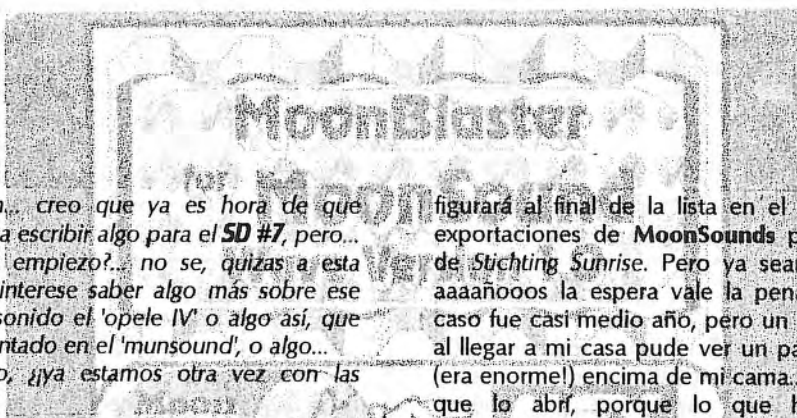 MoonBlaster
for MoonSound
Wave Ver
... creo que ya es hora de que
a escribir algo para el SD #7, pero...
empiezo?... no se, quizas a esta
interese saber algo más sobre ese
sonido el 'opele IV' o algo así, que
ntado en el 'munsound', o algo...
o, ¿¡ya estamos otra vez con las
figurará al final de la lista en el
exportaciones de MoonSounds p
de Stichting Sunrise. Pero ya sean
aaaañooos la espera vale la pena
caso fue casi medio año, pero un
al llegar a mi casa pude ver un pa
(era enorme!) encima de mi cama..
que lo abrí, porque lo que h